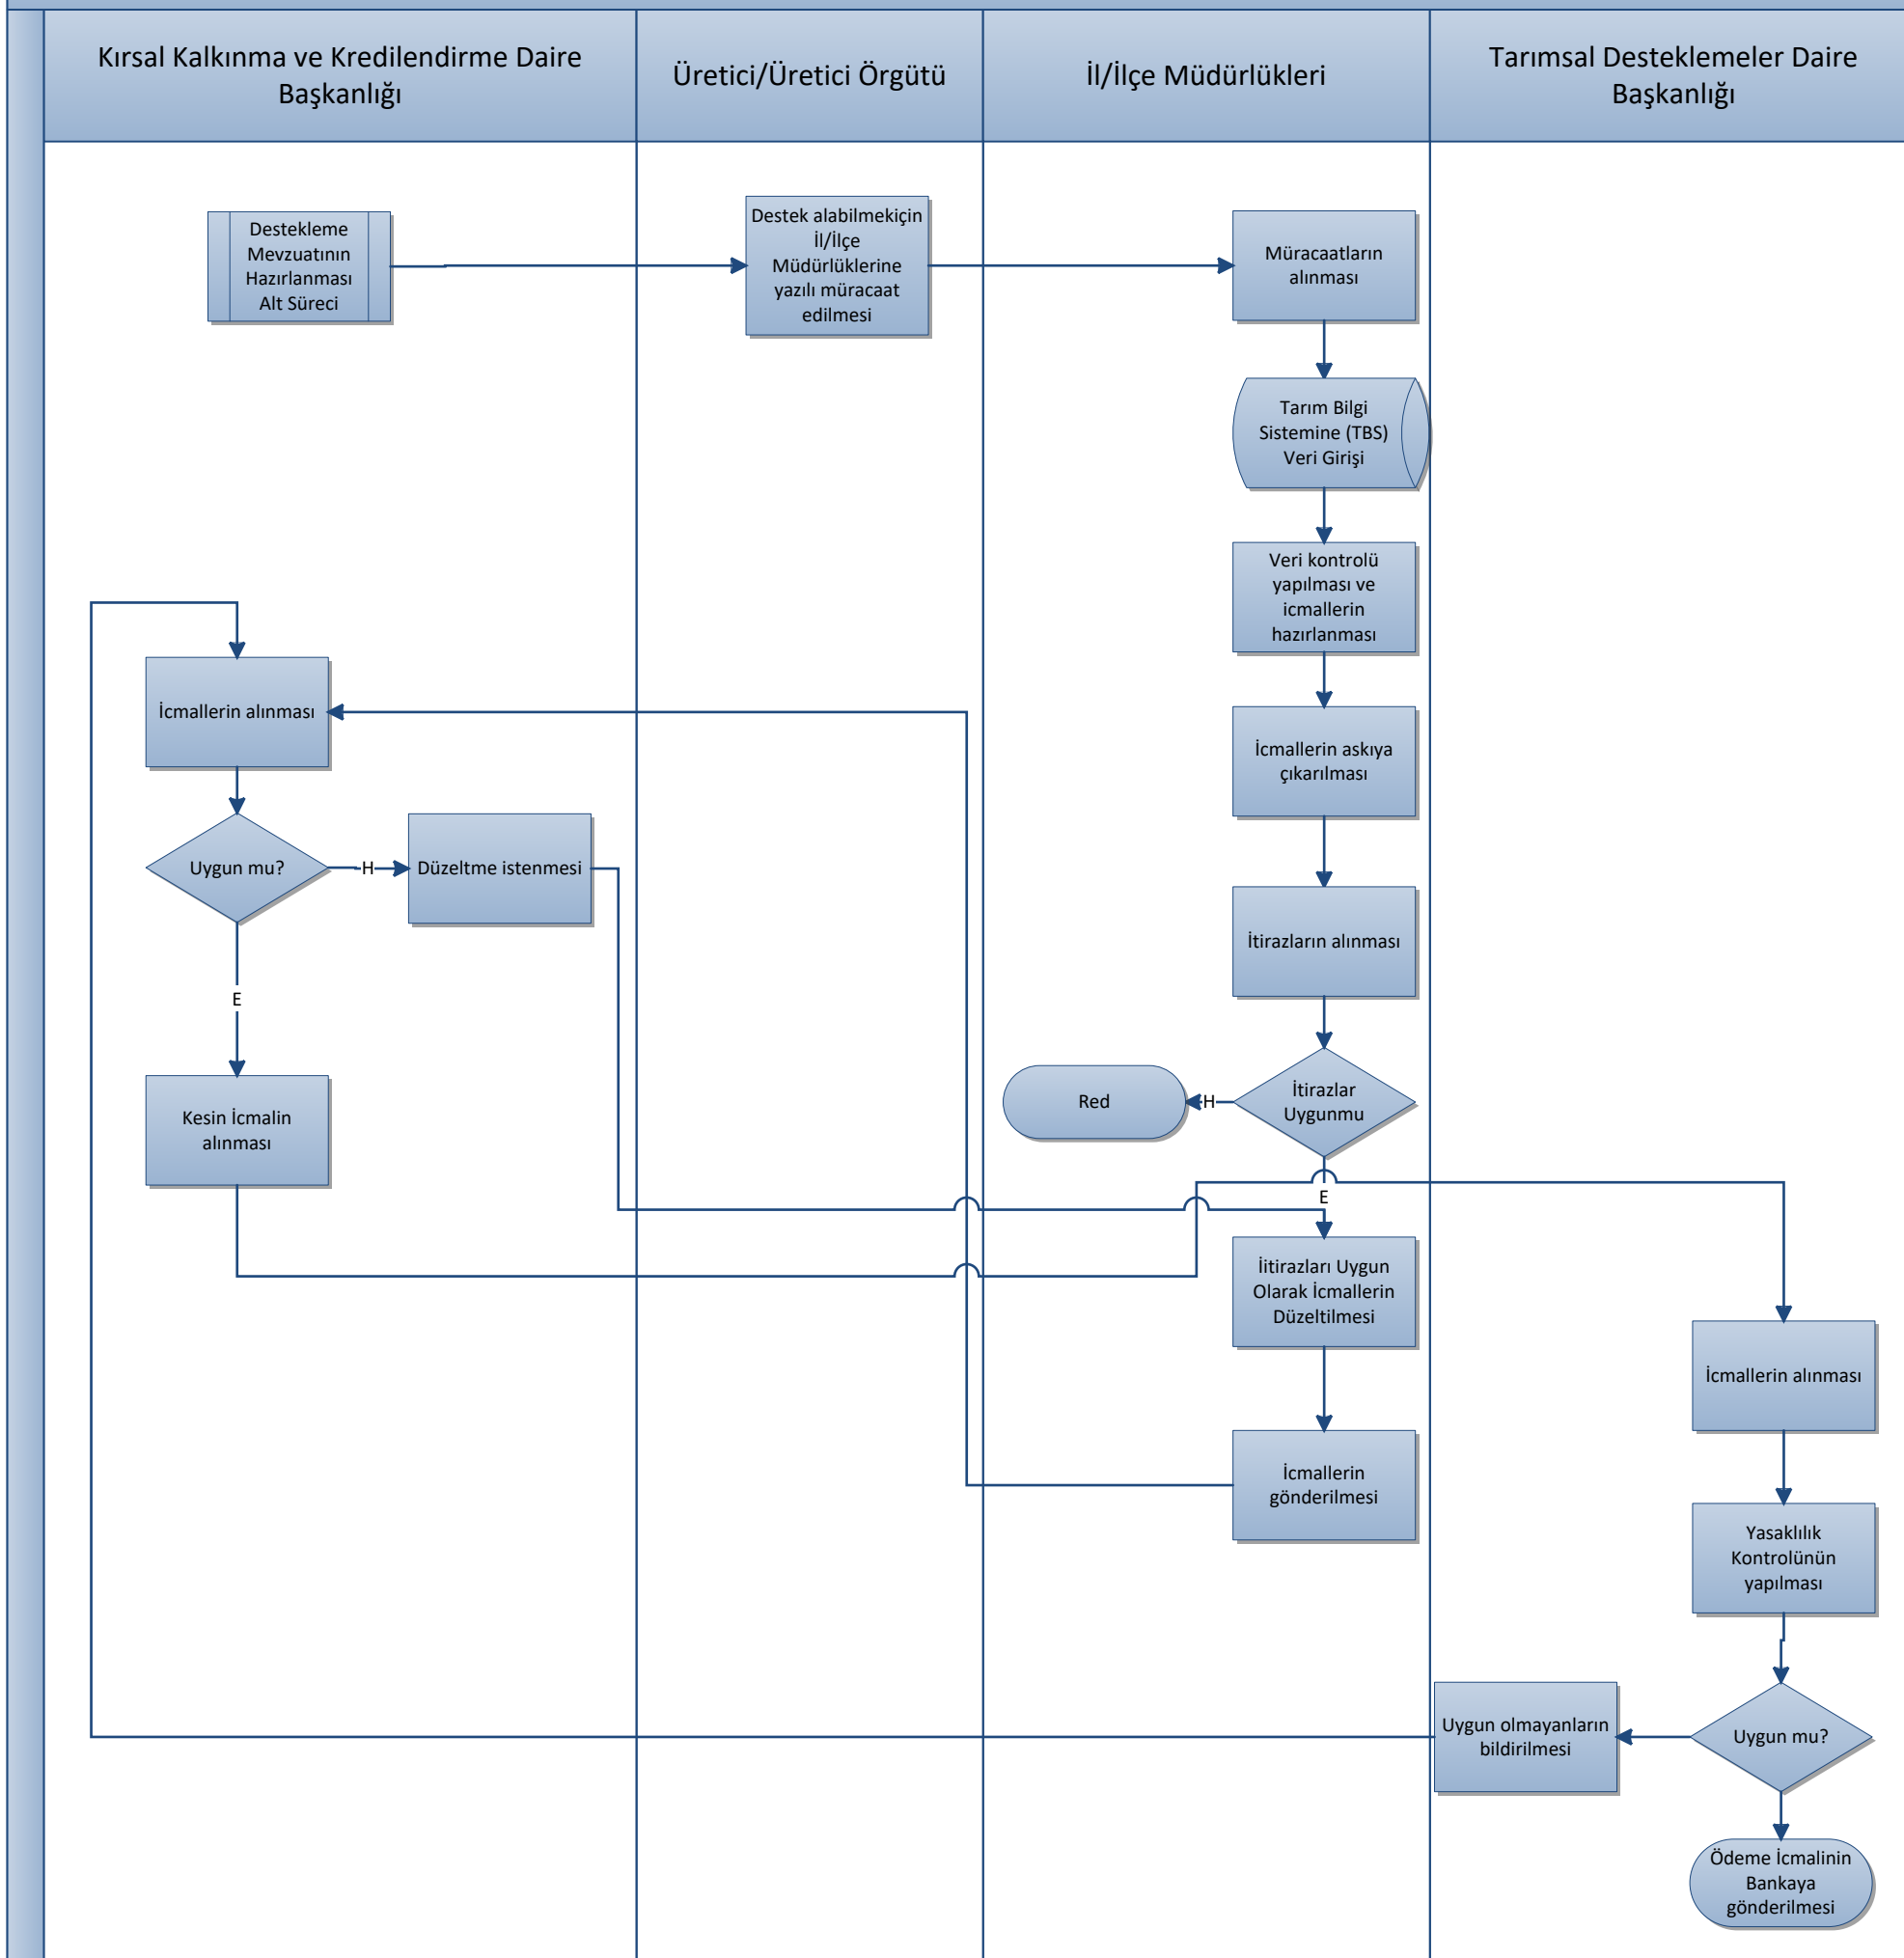 Kırsal Kalkınma ve Kredilendirme Daire
Başkanlığı
Üretici/Üretici Örgütü
İl/İlçe Müdürlükleri
Tarımsal Desteklemeler Daire
Başkanlığı
Destekleme
Mevzuatının
Hazırlanması
Alt Süreci
Destek alabilmekiçin
İl/İlçe
Müdürlüklerine
yazılı müracaat
edilmesi
Müracaatların
alınması
Tarım Bilgi
Sistemine (TBS)
Veri Girişi
Veri kontrolü
yapılması ve
icmallerin
hazırlanması
İcmallerin alınması
İcmallerin askıya
çıkarılması
Uygun mu?
H
Düzeltme istenmesi
İtirazların alınması
E
Kesin İcmalin
alınması
Red
H
İtirazlar
Uygunmu
E
İitirazları Uygun
Olarak İcmallerin
Düzeltilmesi
İcmallerin alınması
İcmallerin
gönderilmesi
Yasaklılık
Kontrolünün
yapılması
Uygun olmayanların
bildirilmesi
Uygun mu?
Ödeme İcmalinin
Bankaya
gönderilmesi